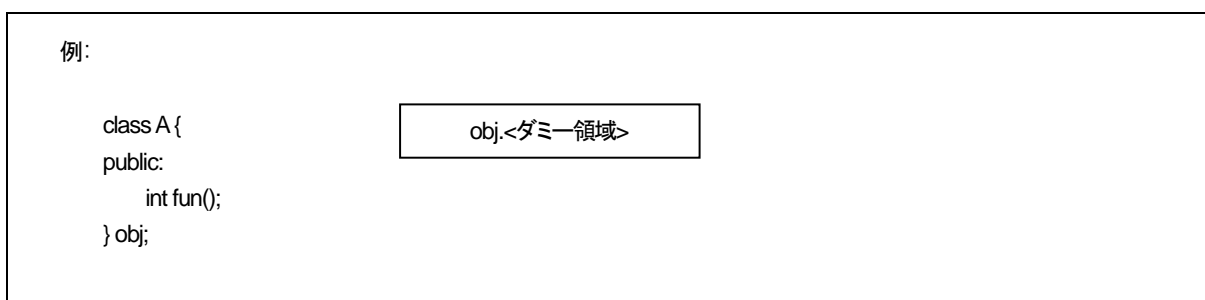 例：
class A {
obj.<ダミー領域>
public:
int fun();
} obj;